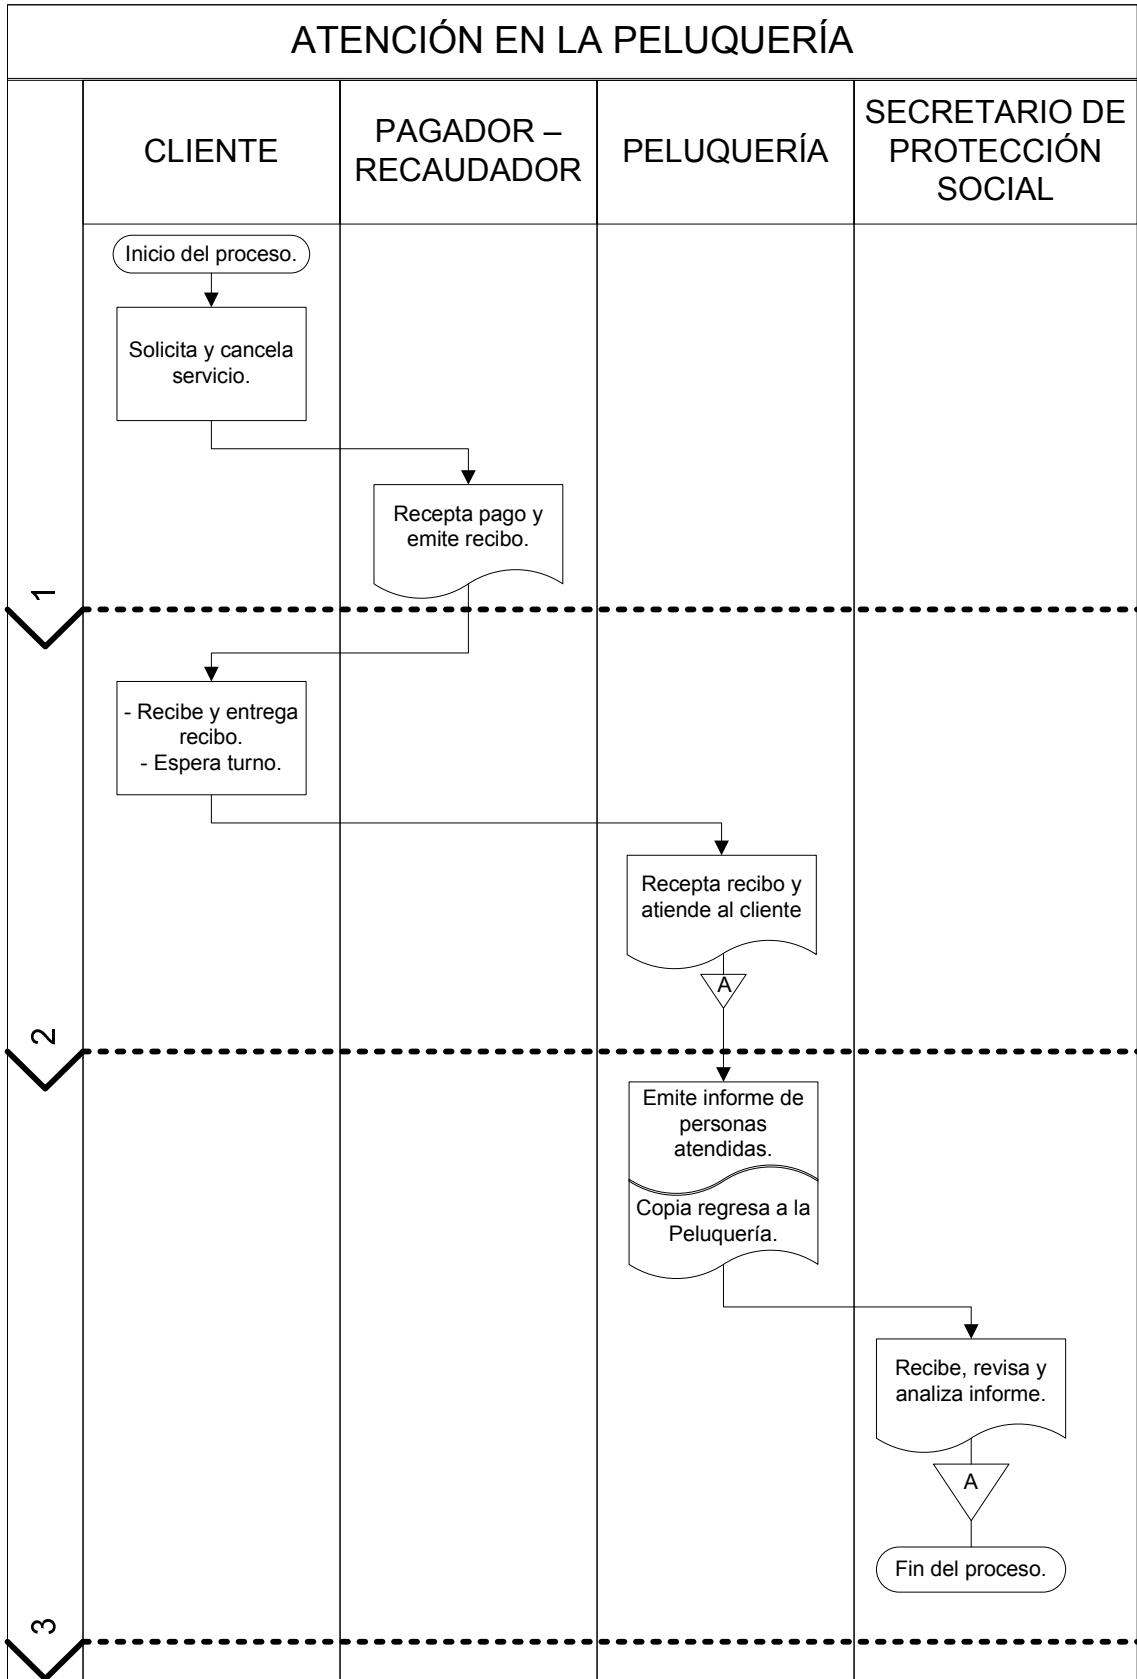 ATENCIÓN EN LA PELUQUERÍA
CLIENTE
PAGADOR –
RECAUDADOR
PELUQUERÍA
SECRETARIO DE
PROTECCIÓN
SOCIAL
Inicio del proceso.
Solicita y cancela
servicio.
Recepta pago y
emite recibo.
1
- Recibe y entrega
recibo.
- Espera turno.
Recepta recibo y
atiende al cliente
A
2
Emite informe de
personas
atendidas.
Copia regresa a la
Peluquería.
Recibe, revisa y
analiza informe.
A
Fin del proceso.
3